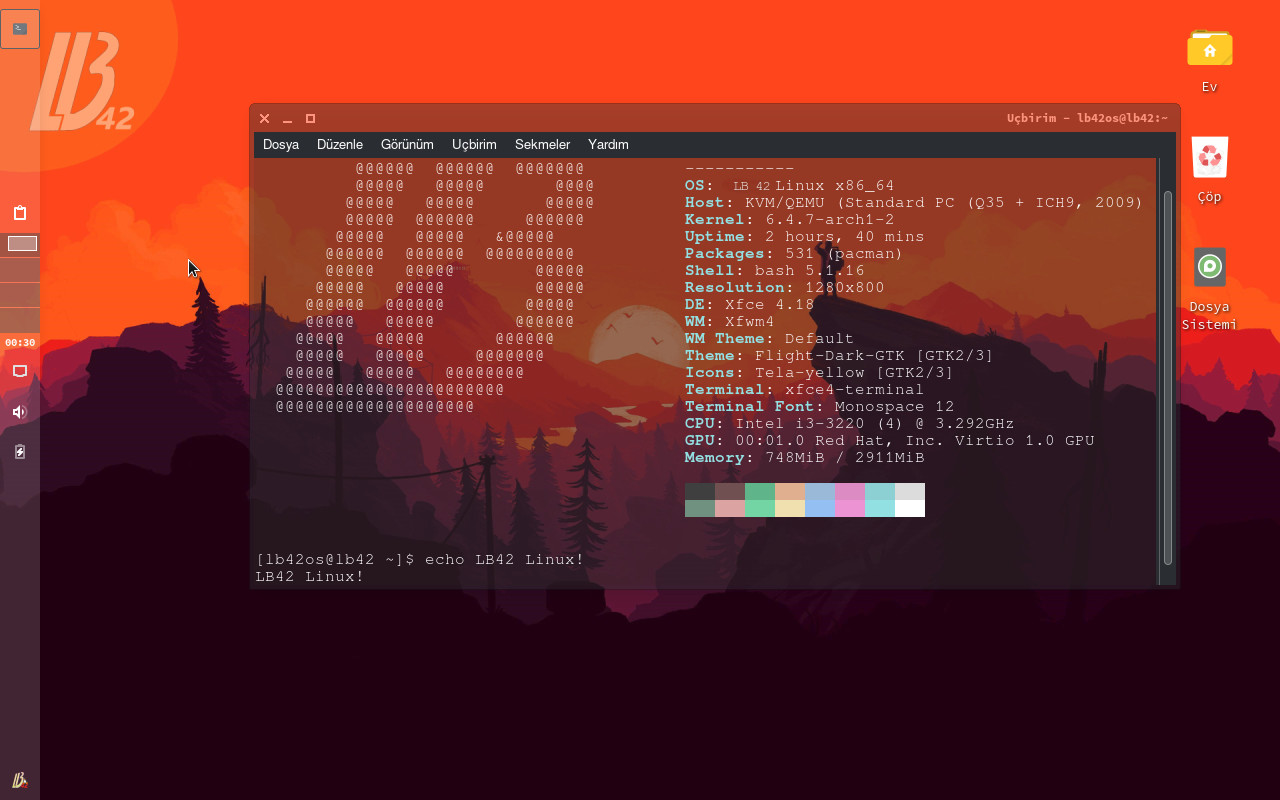 LB
42
Ev
Çöp
Dosya
Sistemi
00:30
Uçbirim - lb42os@lb42:~
Dosya Düzenle Görünüm Uçbirim Sekmeler Yardım
@@@@@@ @@@@@@ @@@@@@@
@@@@@ @@@@@ @@@@
@@@@@ @@@@@ @@@@@
@@@@@ @@@@@@ @@@@@@
@@@@@ @@@@@ &@@@@@
@@@@@@ @@@@@@ @@@@@@@@@
@@@@@ @@@@@ @@@@@
@@@@@ @@@@@ @@@@@
@@@@@@ @@@@@@ @@@@@
@@@@@ @@@@@ @@@@@@
@@@@@ @@@@@ @@@@@@
@@@@@ @@@@@ @@@@@@@
@@@@@ @@@@@ @@@@@@@@
@@@@@@@@@@@@@@@@@@@@@@@
@@@@@@@@@@@@@@@@@@@@
-----------
OS: LB 42 Linux x86_64
Host: KVM/QEMU (Standard PC (Q35 + ICH9, 2009)
Kernel: 6.4.7-arch1-2
Uptime: 2 hours, 40 mins
Packages: 531 (pacman)
Shell: bash 5.1.16
Resolution: 1280x800
DE: Xfce 4.18
WM: Xfwm4
WM Theme: Default
Theme: Flight-Dark-GTK [GTK2/3]
Icons: Tela-yellow [GTK2/3]
Terminal: xfce4-terminal
Terminal Font: Monospace 12
CPU: Intel i3-3220 (4) @ 3.292GHz
GPU: 00:01.0 Red Hat, Inc. Virtio 1.0 GPU
Memory: 748MiB / 2911MiB
[lb42os@lb42 ~]$ echo LB42 Linux!
LB42 Linux!